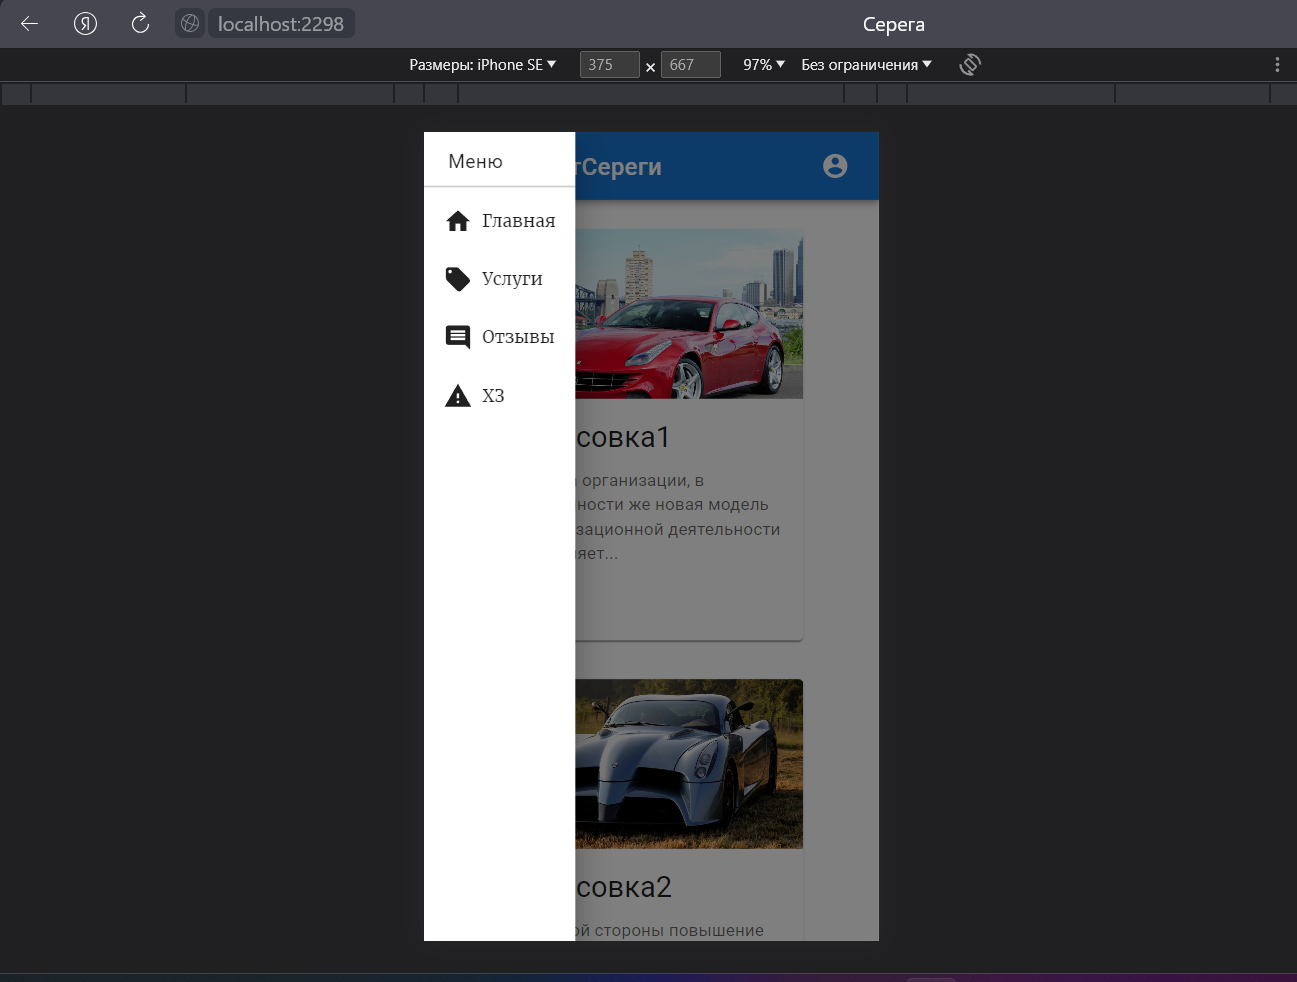 localhost:2298
Серега
Размеры: iPhone SE
375 × 667
97%
Без ограничения
Меню
тСереги
Главная
Услуги
Отзывы
ХЗ
совка1
организации, в
ности же новая модель
зационной деятельности
яет...
совка2
ой стороны повышение